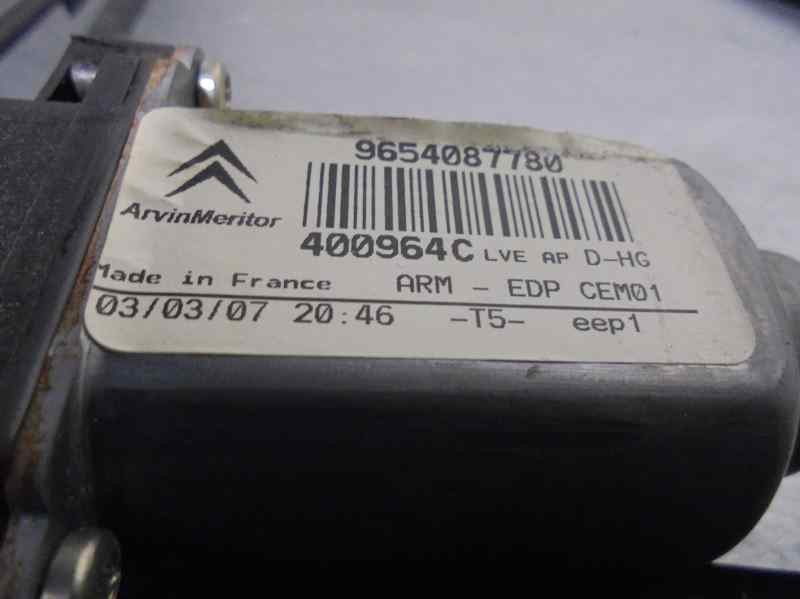 9654087780
ArvinMeritor
400964C LVE AP D-HG
Made in France ARM - EDP CEM01
03/03/07 20:46 -T5- eep1